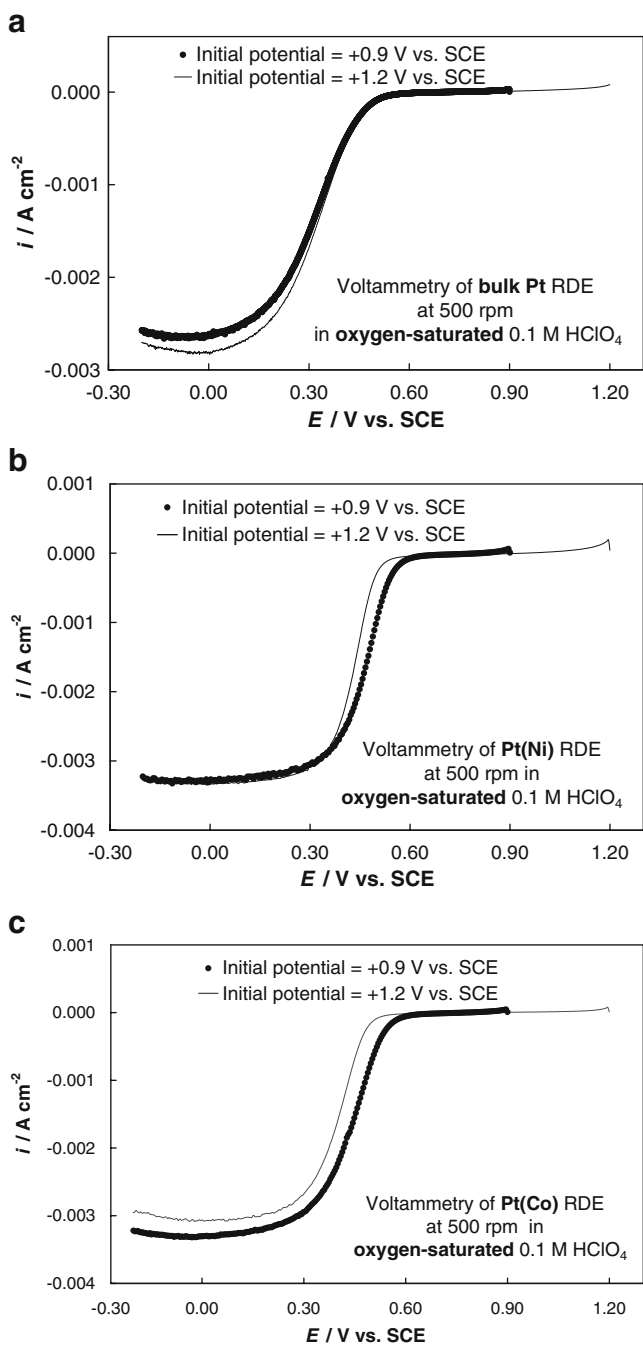 a
● Initial potential = +0.9 V vs. SCE
— Initial potential = +1.2 V vs. SCE
0.000
-0.001
-0.002
-0.003
i / A cm⁻²
Voltammetry of bulk Pt RDE
at 500 rpm
in oxygen-saturated 0.1 M HClO₄
-0.30 0.00 0.30 0.60 0.90 1.20
E / V vs. SCE
b
0.001
● Initial potential = +0.9 V vs. SCE
— Initial potential = +1.2 V vs. SCE
0.000
-0.001
-0.002
-0.003
-0.004
i / A cm⁻²
Voltammetry of Pt(Ni) RDE
at 500 rpm in
oxygen-saturated 0.1 M HClO₄
-0.30 0.00 0.30 0.60 0.90 1.20
E / V vs. SCE
c
0.001
● Initial potential = +0.9 V vs. SCE
— Initial potential = +1.2 V vs. SCE
0.000
-0.001
-0.002
-0.003
-0.004
i / A cm⁻²
Voltammetry of Pt(Co) RDE
at 500 rpm in
oxygen-saturated 0.1 M HClO₄
-0.30 0.00 0.30 0.60 0.90 1.20
E / V vs. SCE